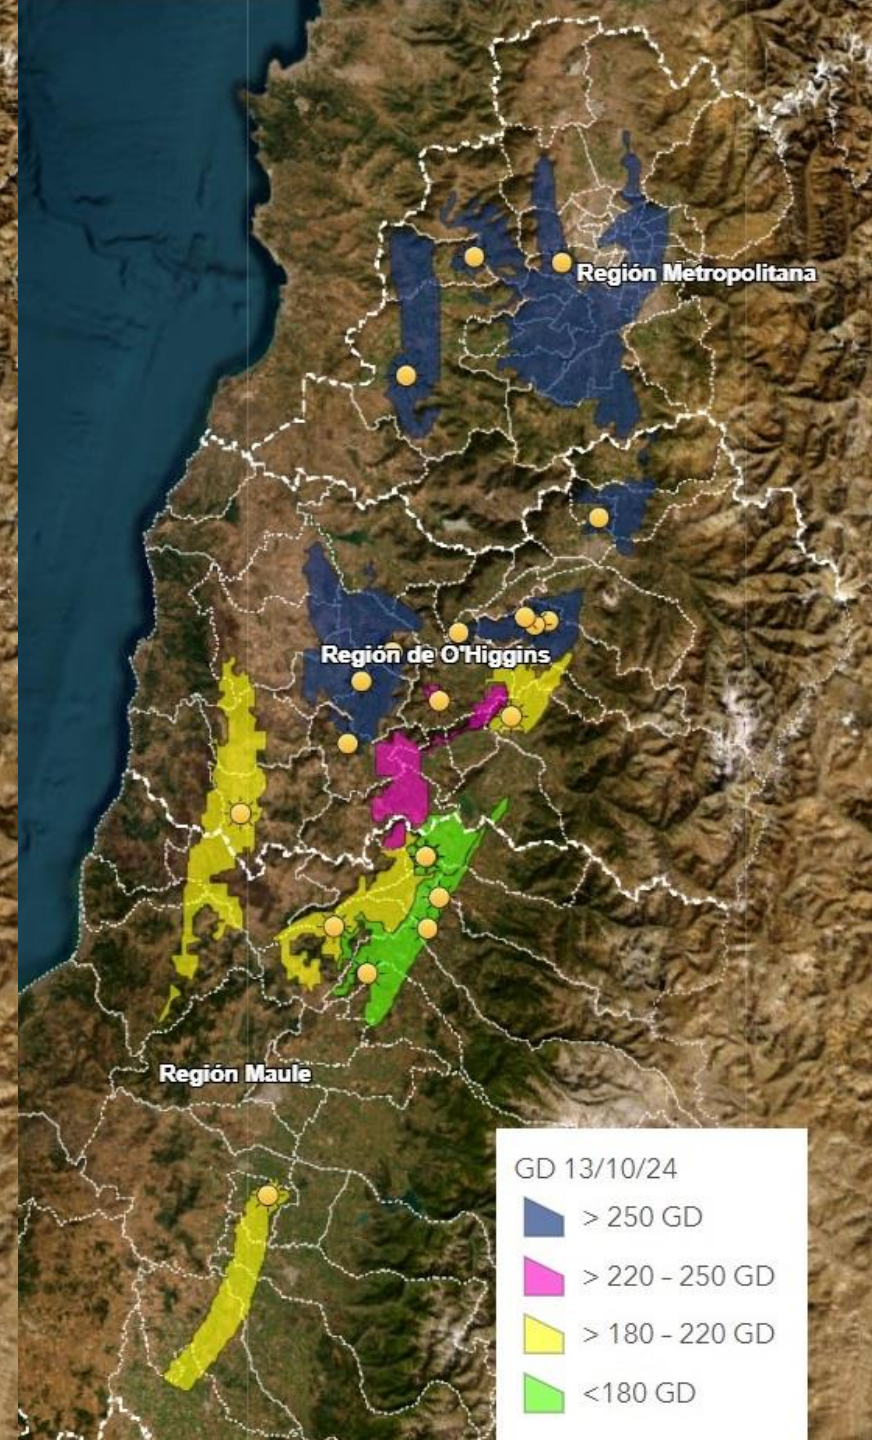 Región Metropolitana
Región de O'Higgins
Región Maule
GD 13/10/24
> 250 GD
> 220 - 250 GD
> 180 - 220 GD
<180 GD